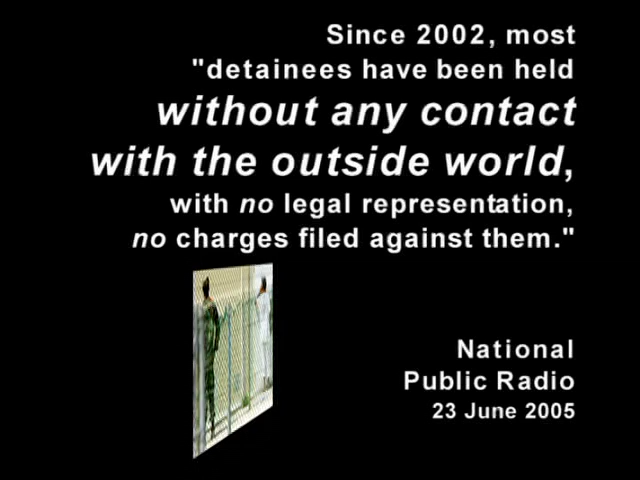 Since 2002, most
"detainees have been held
without any contact
with the outside world,
with no legal representation,
no charges filed against them."
National
Public Radio
23 June 2005